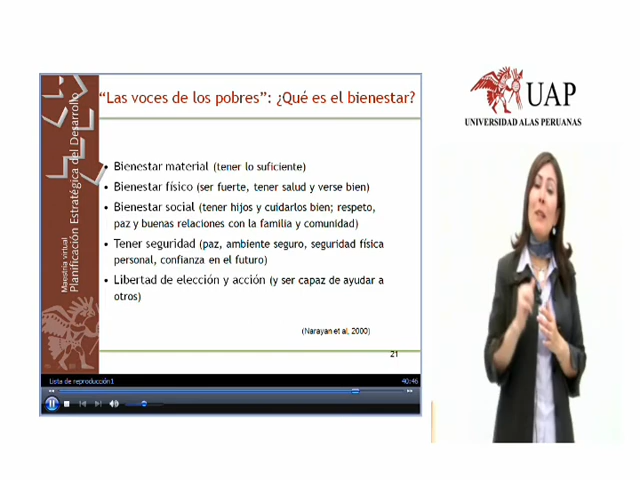 "Las voces de los pobres": ¿Qué es el bienestar?
• Bienestar material (tener lo suficiente)
• Bienestar físico (ser fuerte, tener salud y verse bien)
• Bienestar social (tener hijos y cuidarlos bien; respeto,
paz y buenas relaciones con la familia y comunidad)
• Tener seguridad (paz, ambiente seguro, seguridad física
personal, confianza en el futuro)
• Libertad de elección y acción (y ser capaz de ayudar a
otros)
(Narayan et al, 2000)
21
Maestría virtual
Planificación Estratégica del Desarrollo
Lista de reproducción1
40:46
UAP
UNIVERSIDAD ALAS PERUANAS